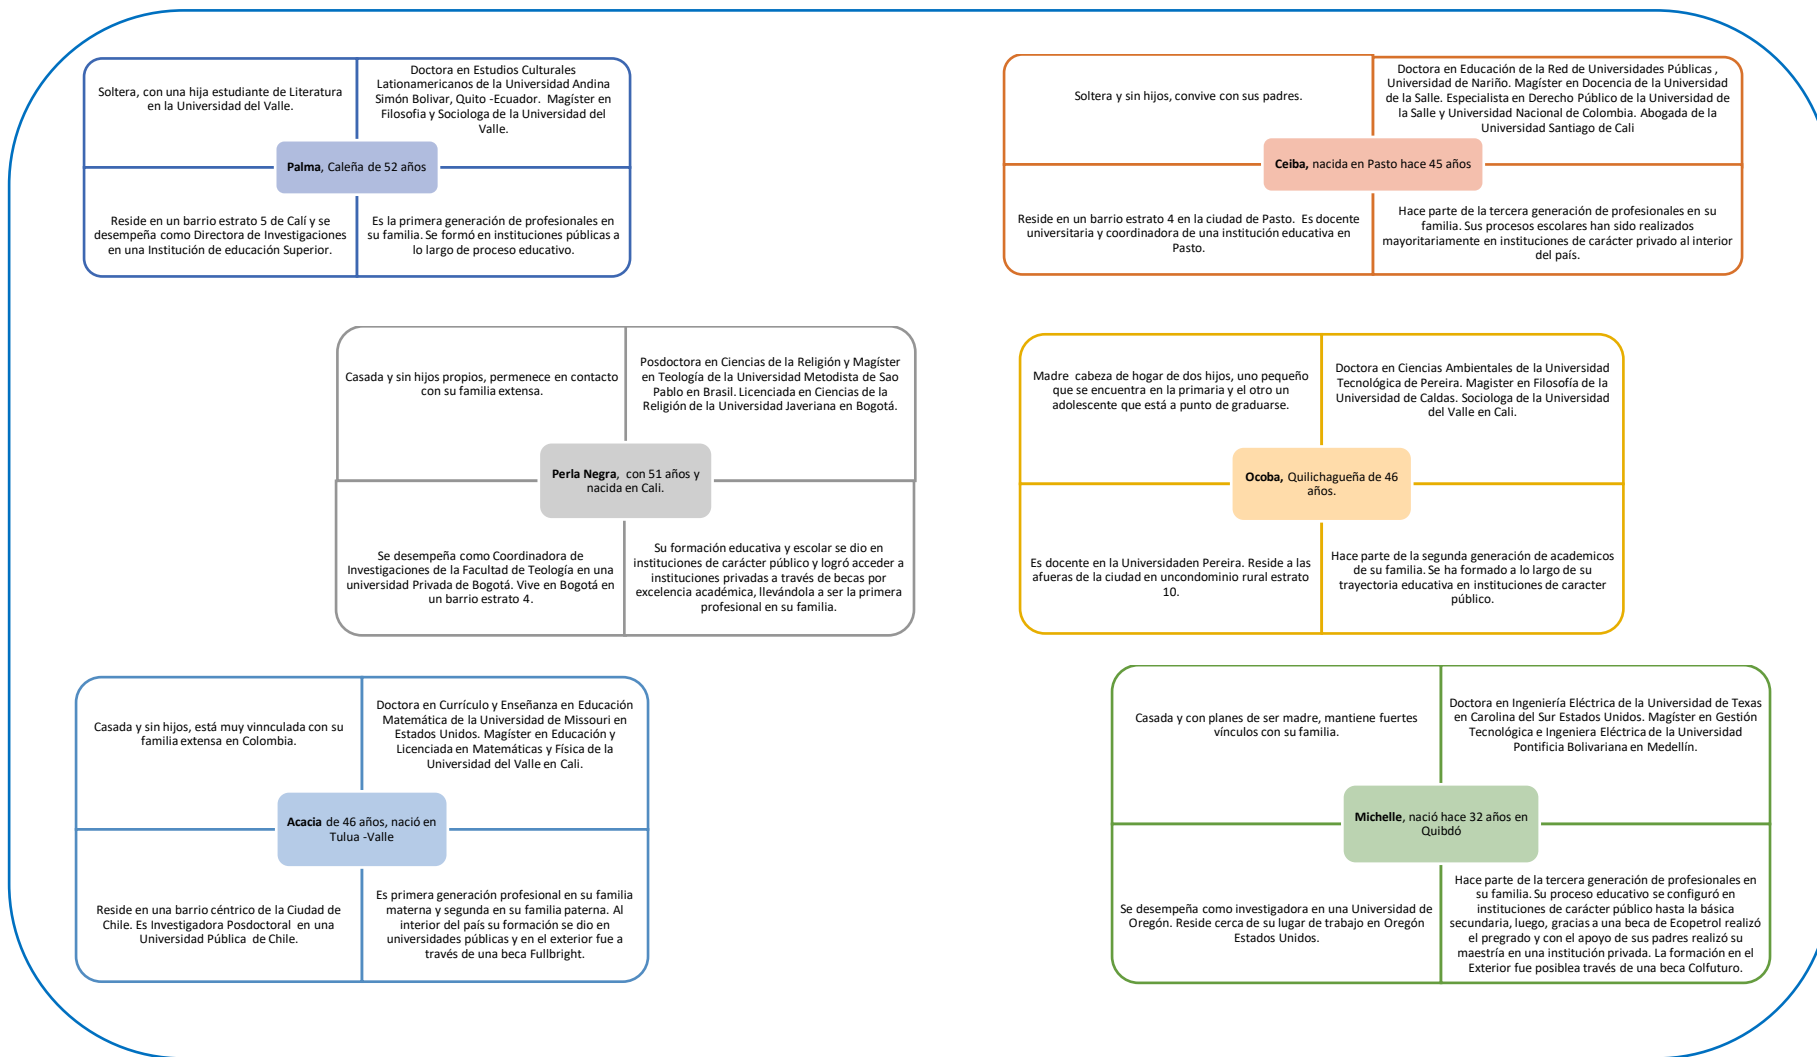 Soltera, con una hija estudiante de Literatura
en la Universidad del Valle.
Doctora en Estudios Culturales
Lationamericanos de la Universidad Andina
Simón Bolivar, Quito -Ecuador. Magíster en
Filosofia y Sociologa de la Universidad del
Valle.
Palma, Caleña de 52 años
Reside en un barrio estrato 5 de Calí y se
desempeña como Directora de Investigaciones
en una Institución de educación Superior.
Es la primera generación de profesionales en
su familia. Se formó en instituciones públicas a
lo largo de proceso educativo.
Soltera y sin hijos, convive con sus padres.
Doctora en Educación de la Red de Universidades Públicas ,
Universidad de Nariño. Magíster en Docencia de la Universidad
de la Salle. Especialista en Derecho Público de la Universidad de
la Salle y Universidad Nacional de Colombia. Abogada de la
Universidad Santiago de Cali
Ceiba, nacida en Pasto hace 45 años
Reside en un barrio estrato 4 en la ciudad de Pasto. Es docente
universitaria y coordinadora de una institución educativa en
Pasto.
Hace parte de la tercera generación de profesionales en su
familia. Sus procesos escolares han sido realizados
mayoritariamente en instituciones de carácter privado al interior
del país.
Casada y sin hijos propios, permenece en contacto
con su familia extensa.
Posdoctora en Ciencias de la Religión y Magíster
en Teología de la Universidad Metodista de Sao
Pablo en Brasil. Licenciada en Ciencias de la
Religión de la Universidad Javeriana en Bogotá.
Perla Negra, con 51 años y
nacida en Cali.
Se desempeña como Coordinadora de
Investigaciones de la Facultad de Teología en una
universidad Privada de Bogotá. Vive en Bogotá en
un barrio estrato 4.
Su formación educativa y escolar se dio en
instituciones de carácter público y logró acceder a
instituciones privadas a través de becas por
excelencia académica, llevándola a ser la primera
profesional en su familia.
Madre cabeza de hogar de dos hijos, uno pequeño
que se encuentra en la primaria y el otro un
adolescente que está a punto de graduarse.
Doctora en Ciencias Ambientales de la Universidad
Tecnológica de Pereira. Magister en Filosofía de la
Universidad de Caldas. Sociologa de la Universidad
del Valle en Cali.
Ocoba, Quilichagueña de 46
años.
Es docente en la Universidaden Pereira. Reside a las
afueras de la ciudad en uncondominio rural estrato
10.
Hace parte de la segunda generación de academicos
de su familia. Se ha formado a lo largo de su
trayectoria educativa en instituciones de caracter
público.
Casada y sin hijos, está muy vinnculada con su
familia extensa en Colombia.
Doctora en Currículo y Enseñanza en Educación
Matemática de la Universidad de Missouri en
Estados Unidos. Magíster en Educación y
Licenciada en Matemáticas y Física de la
Universidad del Valle en Cali.
Acacia de 46 años, nació en
Tulua -Valle
Reside en una barrio céntrico de la Ciudad de
Chile. Es Investigadora Posdoctoral en una
Universidad Pública de Chile.
Es primera generación profesional en su familia
materna y segunda en su familia paterna. Al
interior del país su formación se dio en
universidades públicas y en el exterior fue a
través de una beca Fullbright.
Casada y con planes de ser madre, mantiene fuertes
vínculos con su familia.
Doctora en Ingeniería Eléctrica de la Universidad de Texas
en Carolina del Sur Estados Unidos. Magíster en Gestión
Tecnológica e Ingeniera Eléctrica de la Universidad
Pontificia Bolivariana en Medellín.
Michelle, nació hace 32 años en
Quibdó
Se desempeña como investigadora en una Universidad de
Oregón. Reside cerca de su lugar de trabajo en Oregón
Estados Unidos.
Hace parte de la tercera generación de profesionales en
su familia. Su proceso educativo se configuró en
instituciones de carácter público hasta la básica
secundaria, luego, gracias a una beca de Ecopetrol realizó
el pregrado y con el apoyo de sus padres realizó su
maestría en una institución privada. La formación en el
Exterior fue posiblea través de una beca Colfuturo.